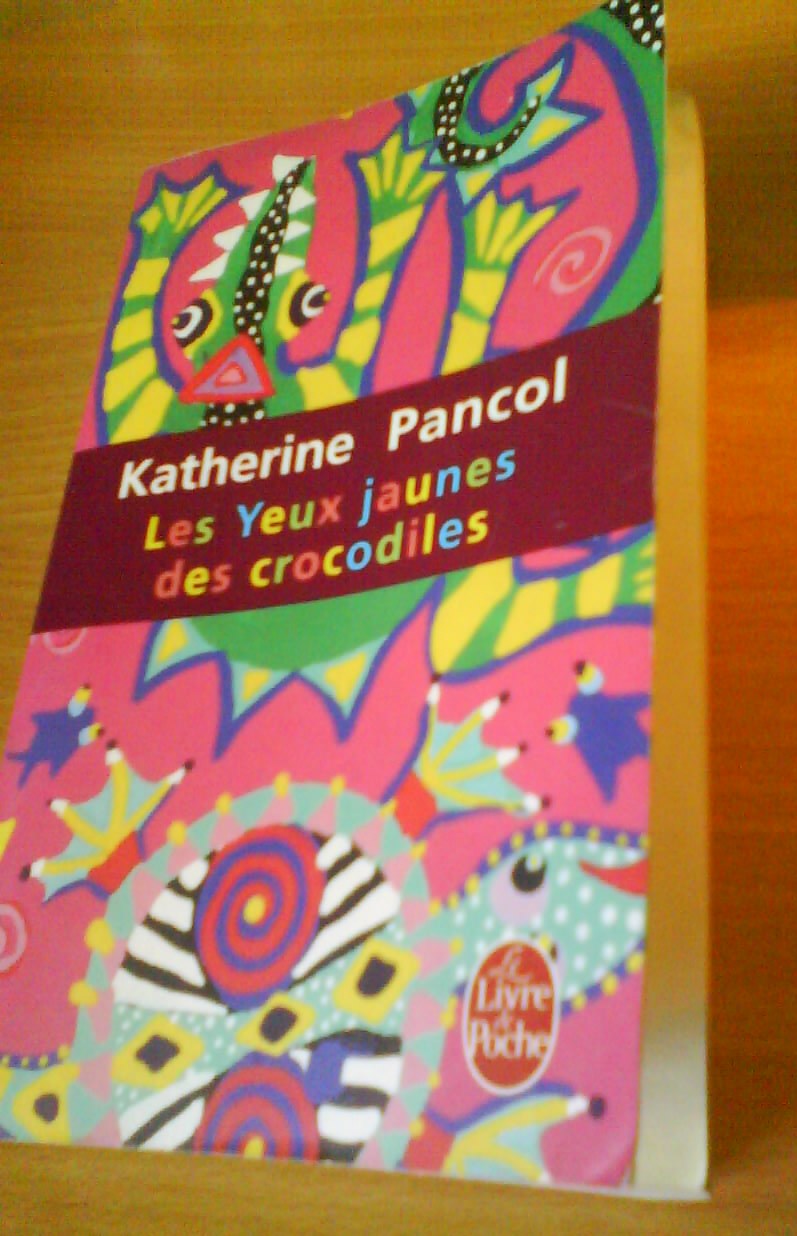 Katherine Pancol
Les Yeux jaunes
des crocodiles
Le
Livre
de
Poche